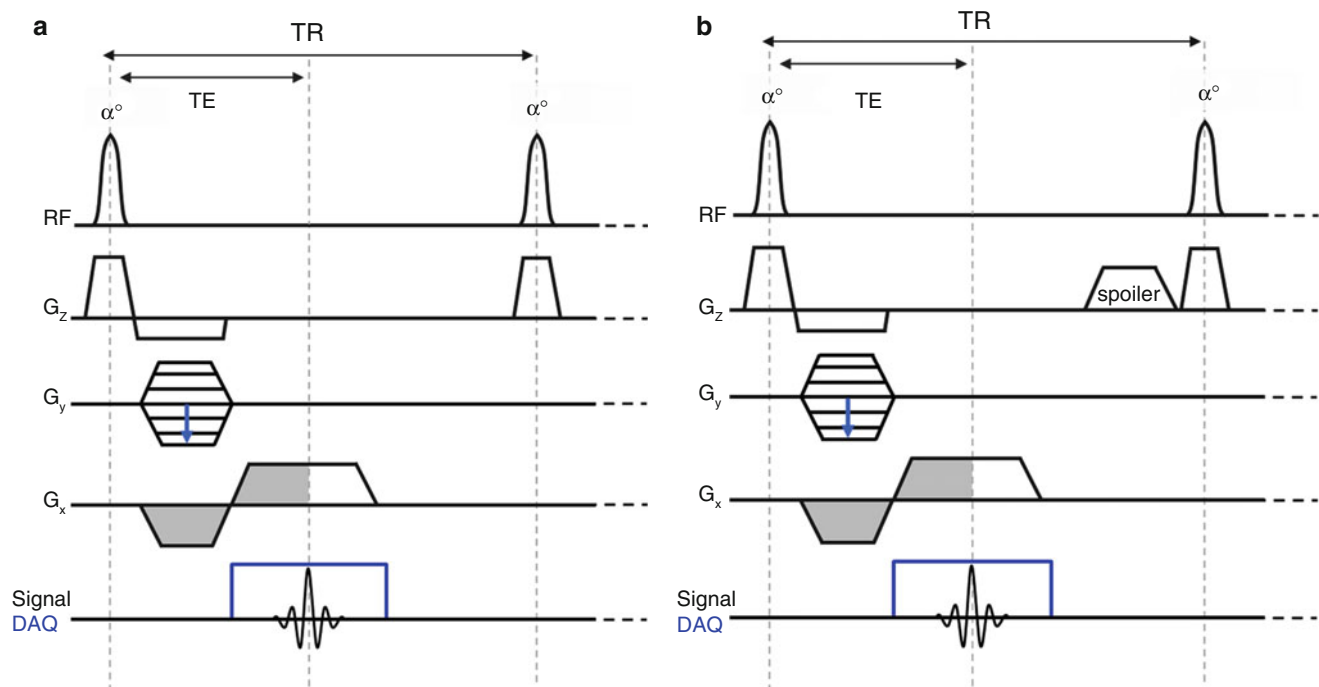 a
TR
TE
α°
α°
RF
Gz
Gy
Gx
Signal
DAQ
b
TR
α°
TE
α°
RF
Gz
spoiler
Gy
Gx
Signal
DAQ